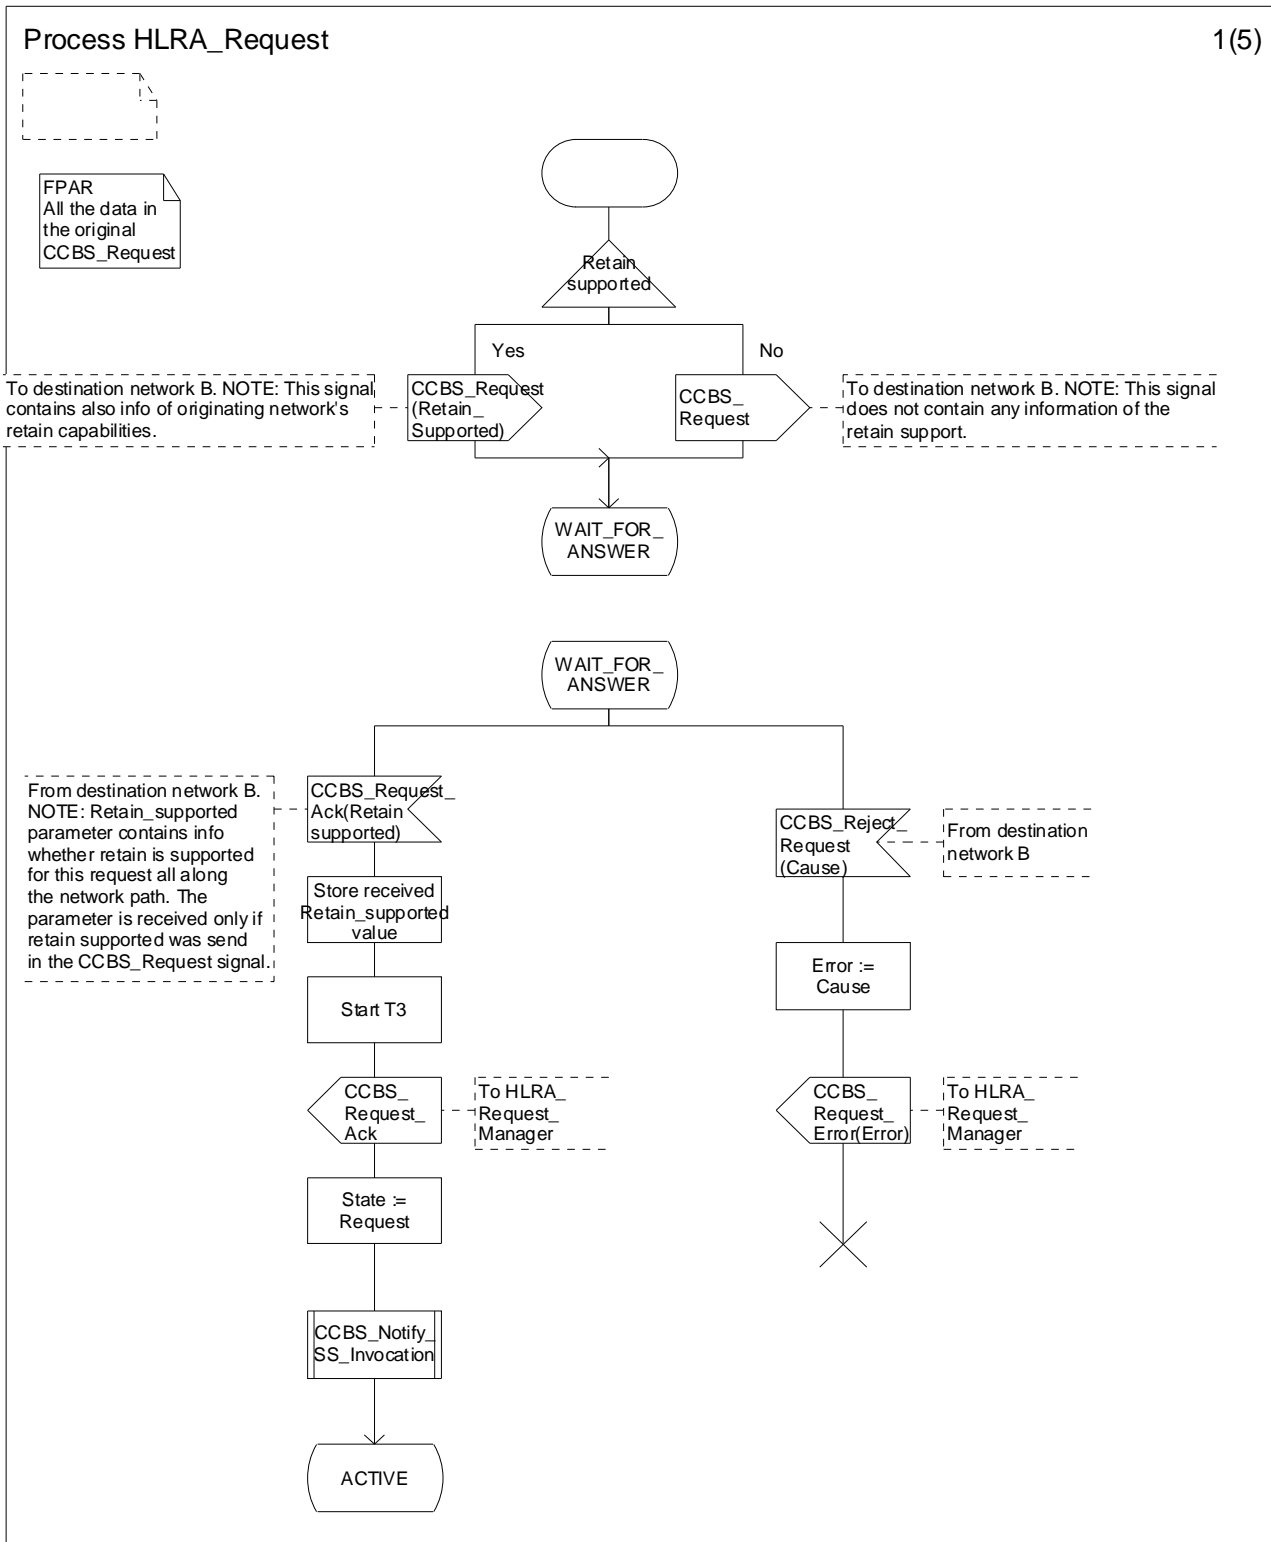 Process HLRA_Request
1(5)
FPAR
All the data in
the original
CCBS_Request
Retain
supported
Yes
No
To destination network B. NOTE: This signal
contains also info of originating network's
retain capabilities.
CCBS_Request
(Retain_
Supported)
CCBS_
Request
To destination network B. NOTE: This signal
does not contain any information of the
retain support.
WAIT_FOR_
ANSWER
WAIT_FOR_
ANSWER
From destination network B.
NOTE: Retain_supported
parameter contains info
whether retain is supported
for this request all along
the network path. The
parameter is received only if
retain supported was send
in the CCBS_Request signal.
CCBS_Request_
Ack(Retain
supported)
CCBS_Reject_
Request
(Cause)
From destination
network B
Store received
Retain_supported
value
Error :=
Cause
Start T3
CCBS_
Request_
Ack
To HLRA_
Request_
Manager
CCBS_
Request_
Error(Error)
To HLRA_
Request_
Manager
State :=
Request
CCBS_Notify_
SS_Invocation
ACTIVE